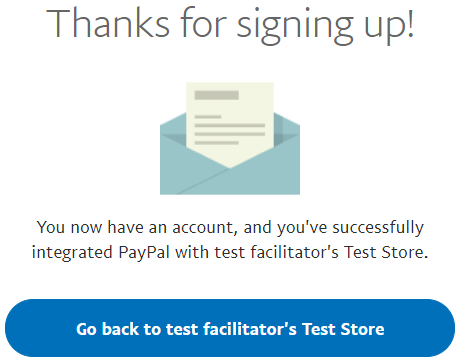 Thanks for signing up!
You now have an account, and you've successfully
integrated PayPal with test facilitator's Test Store.
Go back to test facilitator's Test Store